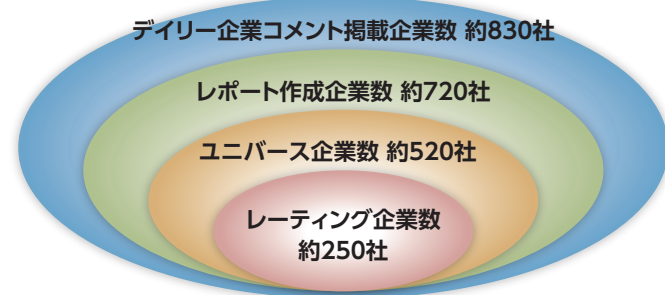 デイリー企業コメント掲載企業数 約830社
レポート作成企業数 約720社
ユニバース企業数 約520社
レーティング企業数
約250社